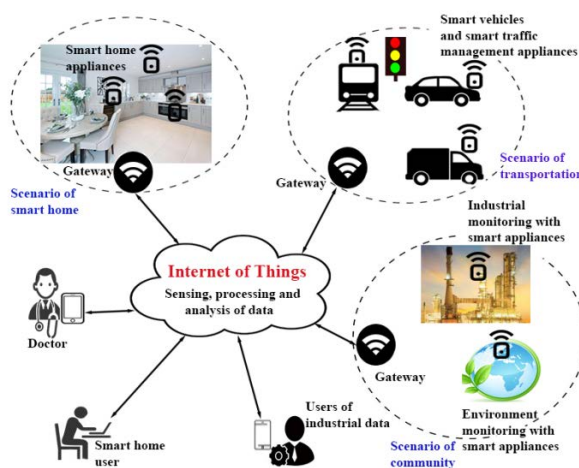 Smart home
appliances
Gateway
Scenario of
smart home
Smart vehicles
and smart traffic
management appliances
Gateway
Scenario of
transportation
Internet of Things
Sensing, processing and
analysis of data
Industrial
monitoring with
smart appliances
Gateway
Environment
monitoring with
smart appliances
Scenario of
community
Doctor
Smart home
user
Users of
industrial data